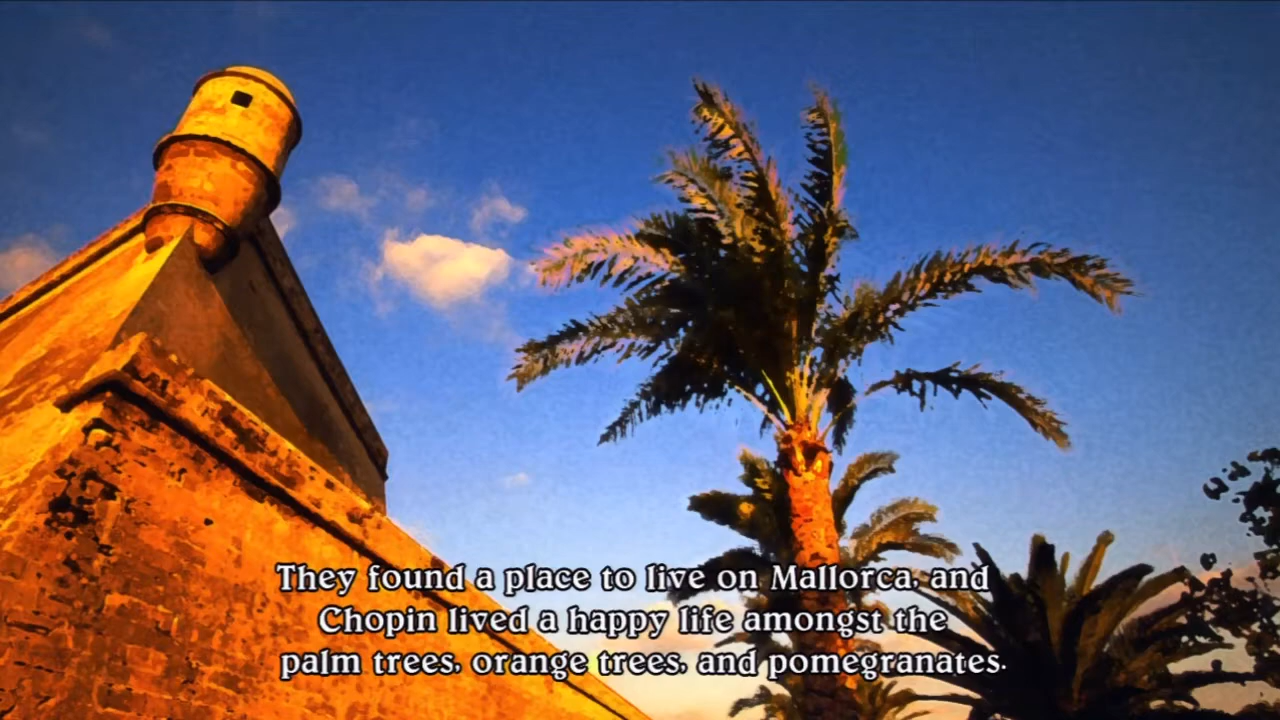 They found a place to live on Mallorca, and
Chopin lived a happy life amongst the
palm trees, orange trees, and pomegranates.